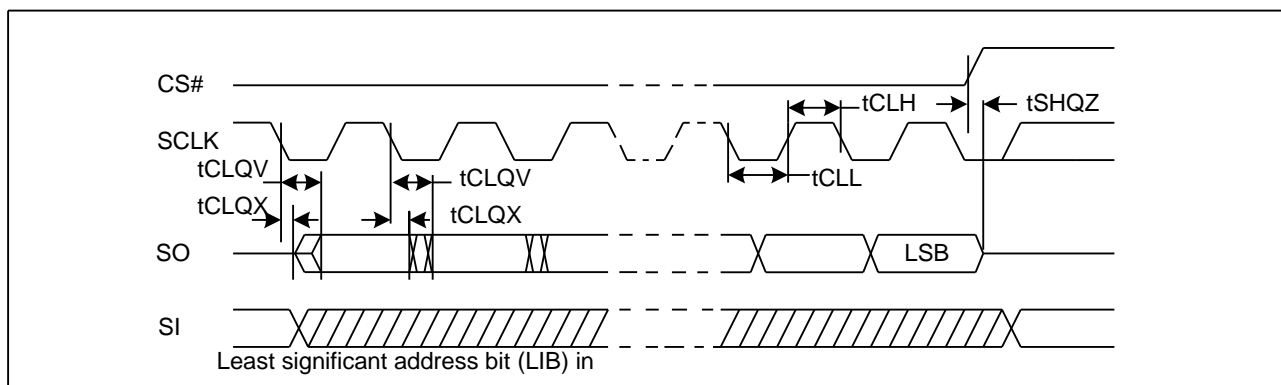 CS#
tCLH
tSHQZ
SCLK
tCLQV
tCLQV
tCLL
tCLQX
tCLQX
SO
LSB
SI
Least significant address bit (LIB) in